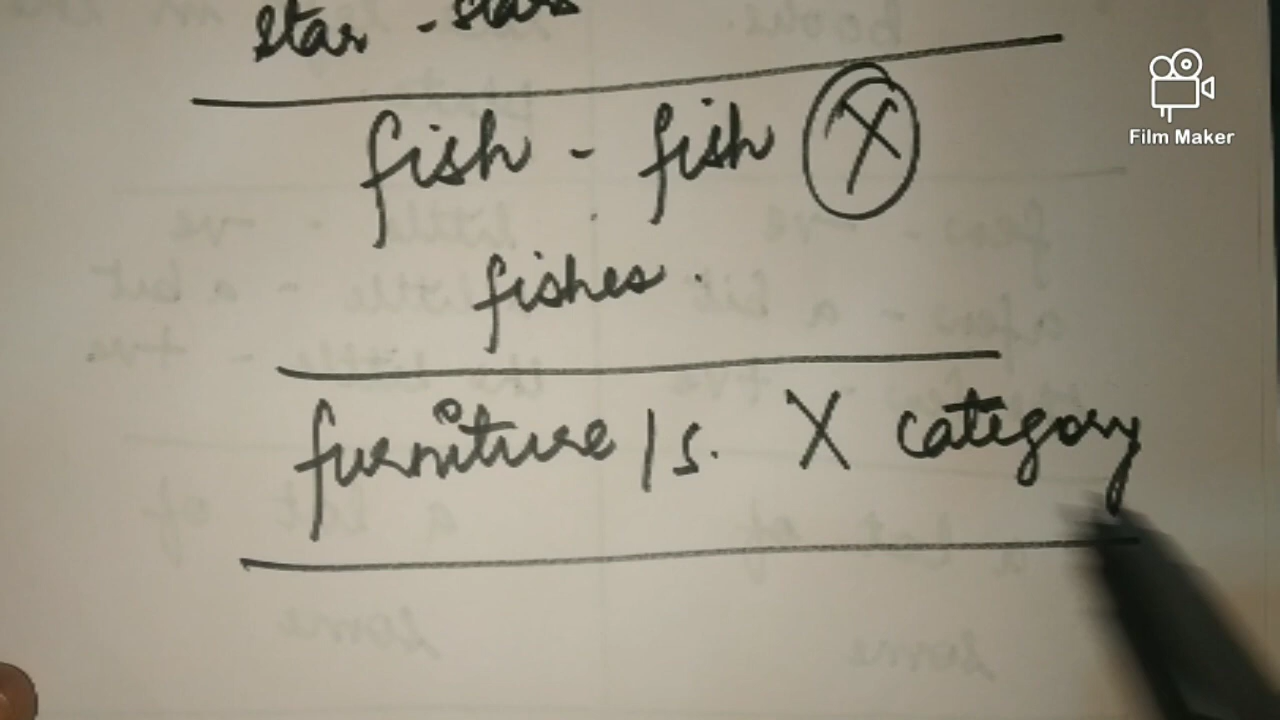 star - stars
fish - fish X
fishes.
furniture/s. X category
Film Maker